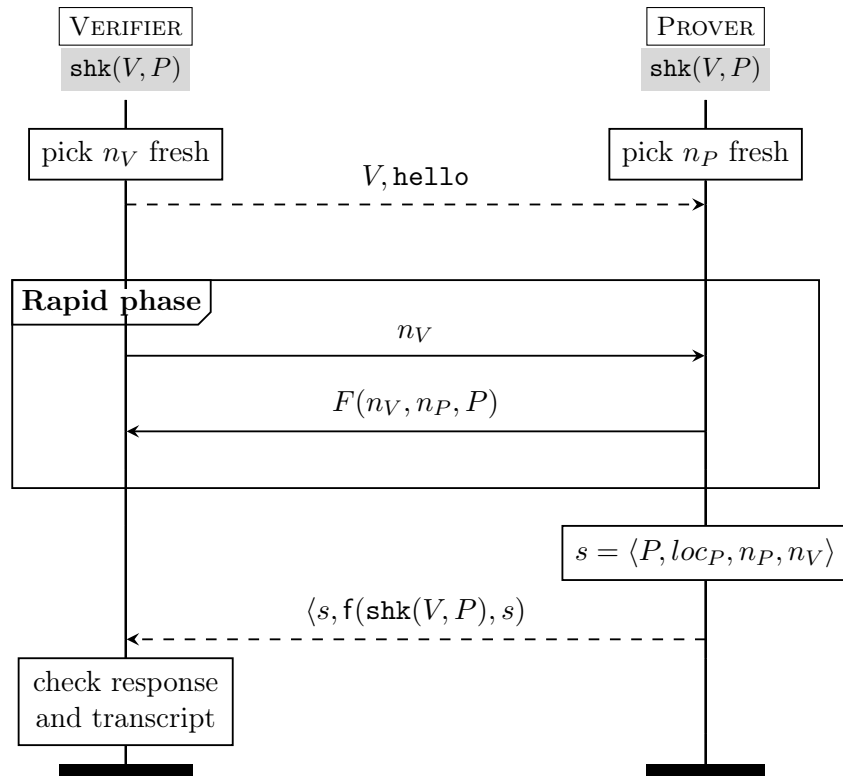 VERIFIER
PROVER
shk(V, P)
shk(V, P)
pick n_V fresh
pick n_P fresh
V, hello
Rapid phase
n_V
F(n_V, n_P, P)
s = ⟨P, loc_P, n_P, n_V⟩
⟨s, f(shk(V, P), s)
check response
and transcript